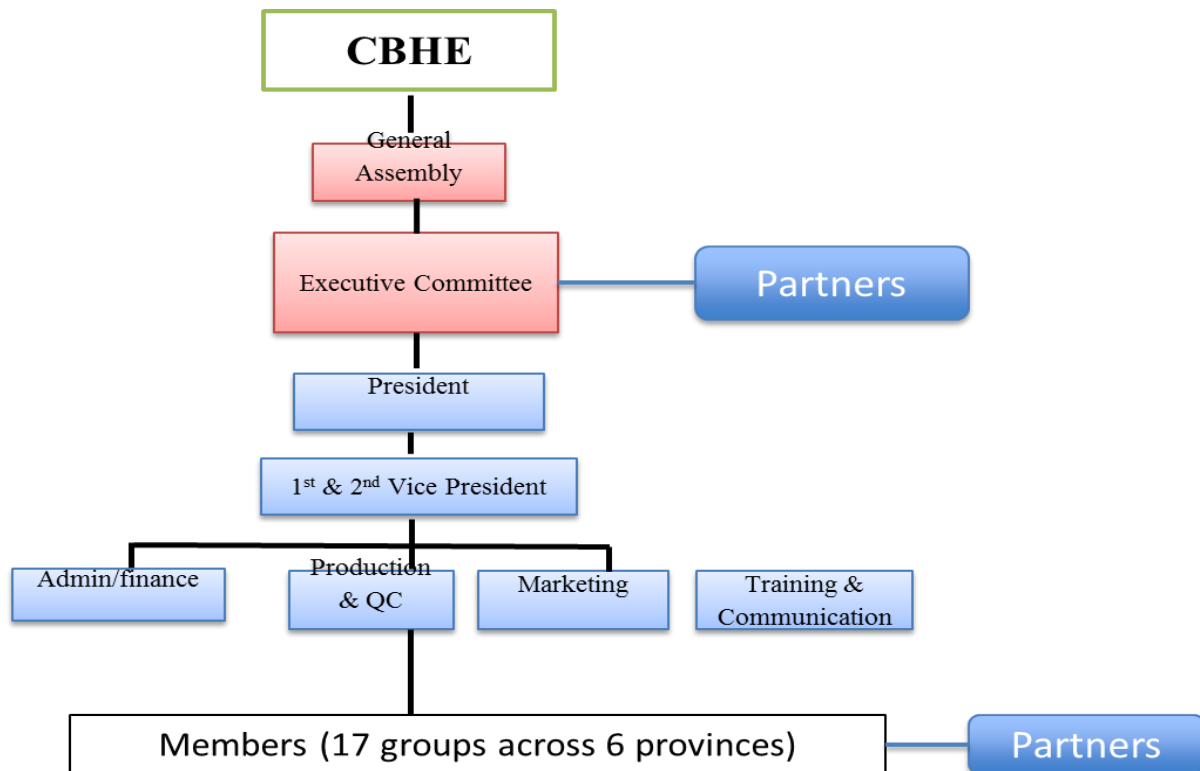 CBHE
General
Assembly
Executive Committee
Partners
President
1st & 2nd Vice President
Admin/finance
Production
& QC
Marketing
Training &
Communication
Members (17 groups across 6 provinces)
Partners